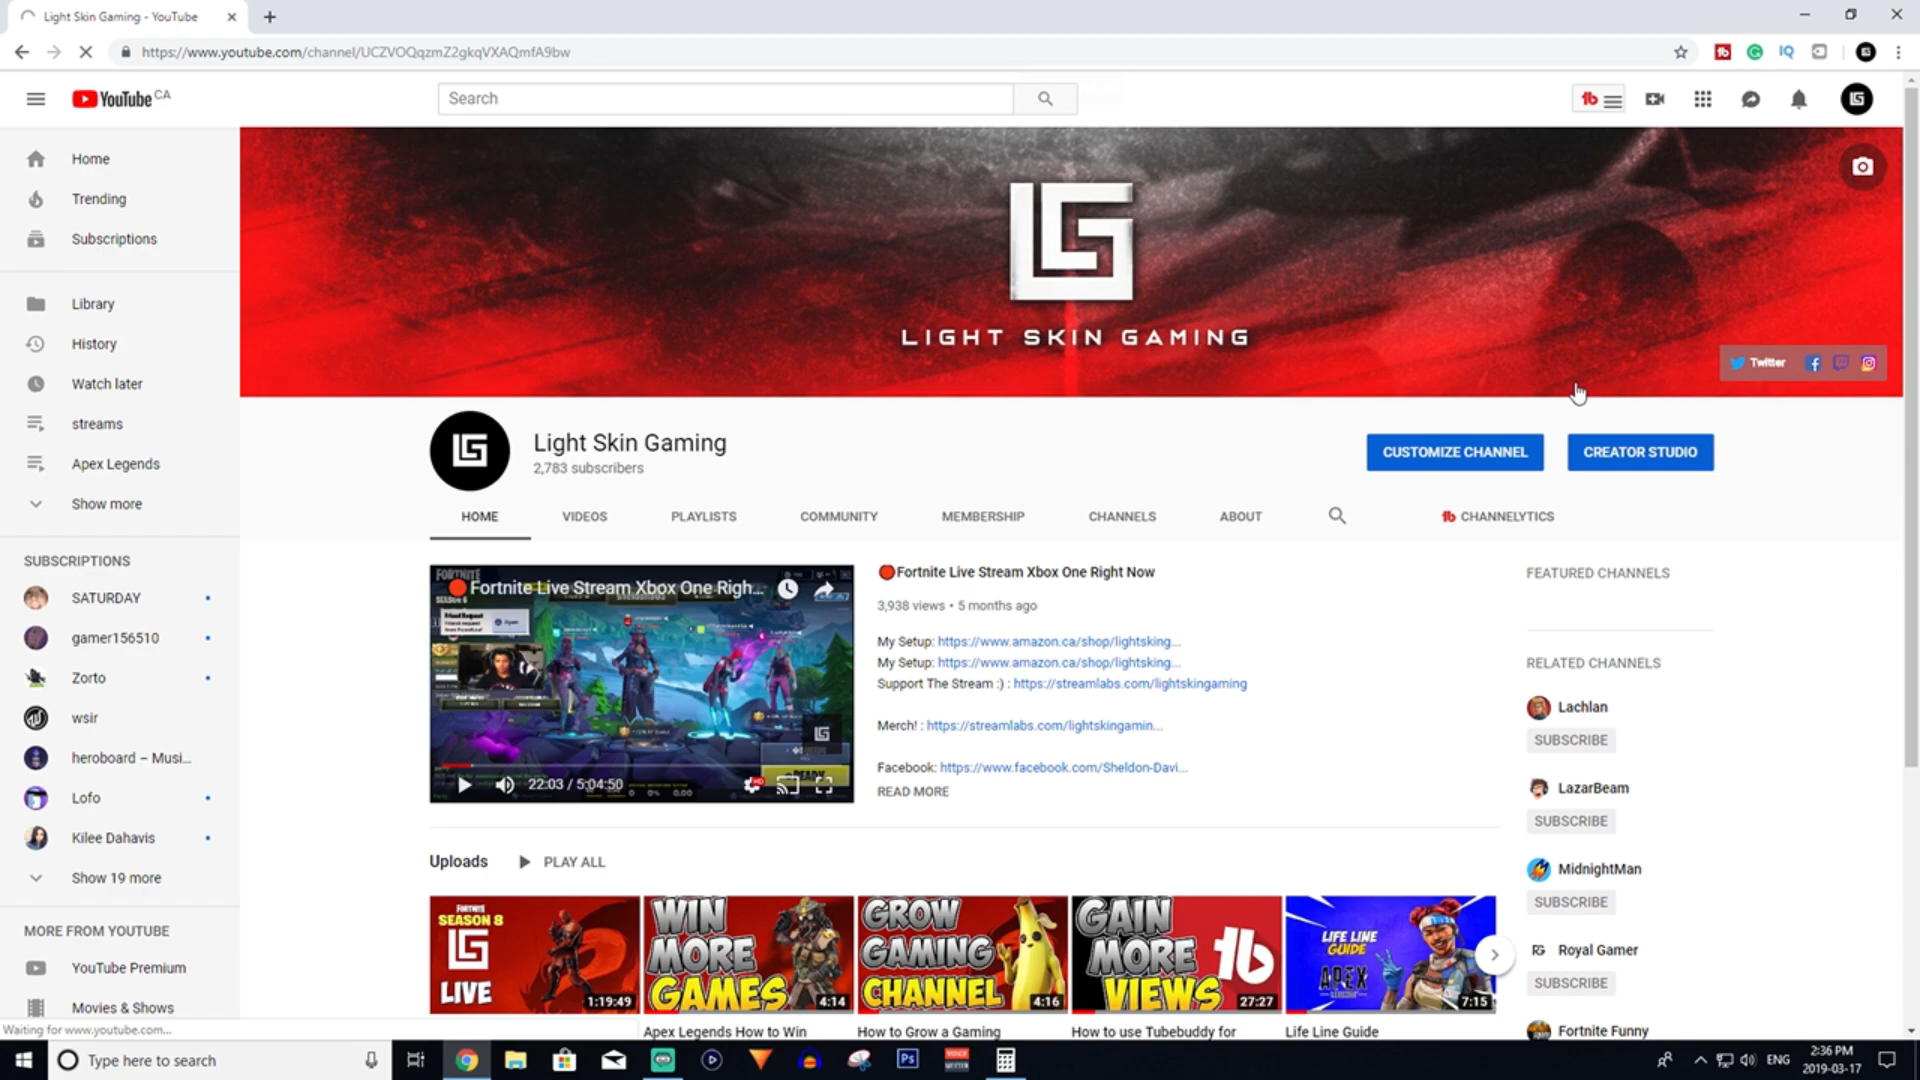 Light Skin Gaming - YouTube
https://www.youtube.com/channel/UCZVOQqzmZ2gkqVXAQmfA9bw
YouTube CA
Search
Home
Trending
Subscriptions
Library
History
Watch later
streams
Apex Legends
Show more
SUBSCRIPTIONS
SATURDAY
gamer156510
Zorto
wsir
heroboard – Musi...
Lofo
Kilee Dahavis
Show 19 more
MORE FROM YOUTUBE
YouTube Premium
Movies & Shows
Waiting for www.youtube.com...
LIGHT SKIN GAMING
Twitter
Light Skin Gaming
2,783 subscribers
CUSTOMIZE CHANNEL
CREATOR STUDIO
HOME
VIDEOS
PLAYLISTS
COMMUNITY
MEMBERSHIP
CHANNELS
ABOUT
CHANNELYTICS
Fortnite Live Stream Xbox One Righ...
22:03 / 5:04:50
Fortnite Live Stream Xbox One Right Now
3,938 views • 5 months ago
My Setup: https://www.amazon.ca/shop/lightsking...
My Setup: https://www.amazon.ca/shop/lightsking...
Support The Stream :) : https://streamlabs.com/lightskingaming
Merch! : https://streamlabs.com/lightskingamin...
Facebook: https://www.facebook.com/Sheldon-Davi...
READ MORE
FEATURED CHANNELS
RELATED CHANNELS
Lachlan
SUBSCRIBE
LazarBeam
SUBSCRIBE
MidnightMan
SUBSCRIBE
Royal Gamer
SUBSCRIBE
Fortnite Funny
Uploads
PLAY ALL
FORTNITE
SEASON 8
LIVE
1:19:49
WIN
MORE
GAMES
4:14
GROW
GAMING
CHANNEL
4:16
GAIN
MORE
VIEWS
27:27
LIFE LINE
GUIDE
APEX
7:15
Apex Legends How to Win
How to Grow a Gaming
How to use Tubebuddy for
Life Line Guide
Type here to search
ENG
2:36 PM
2019-03-17